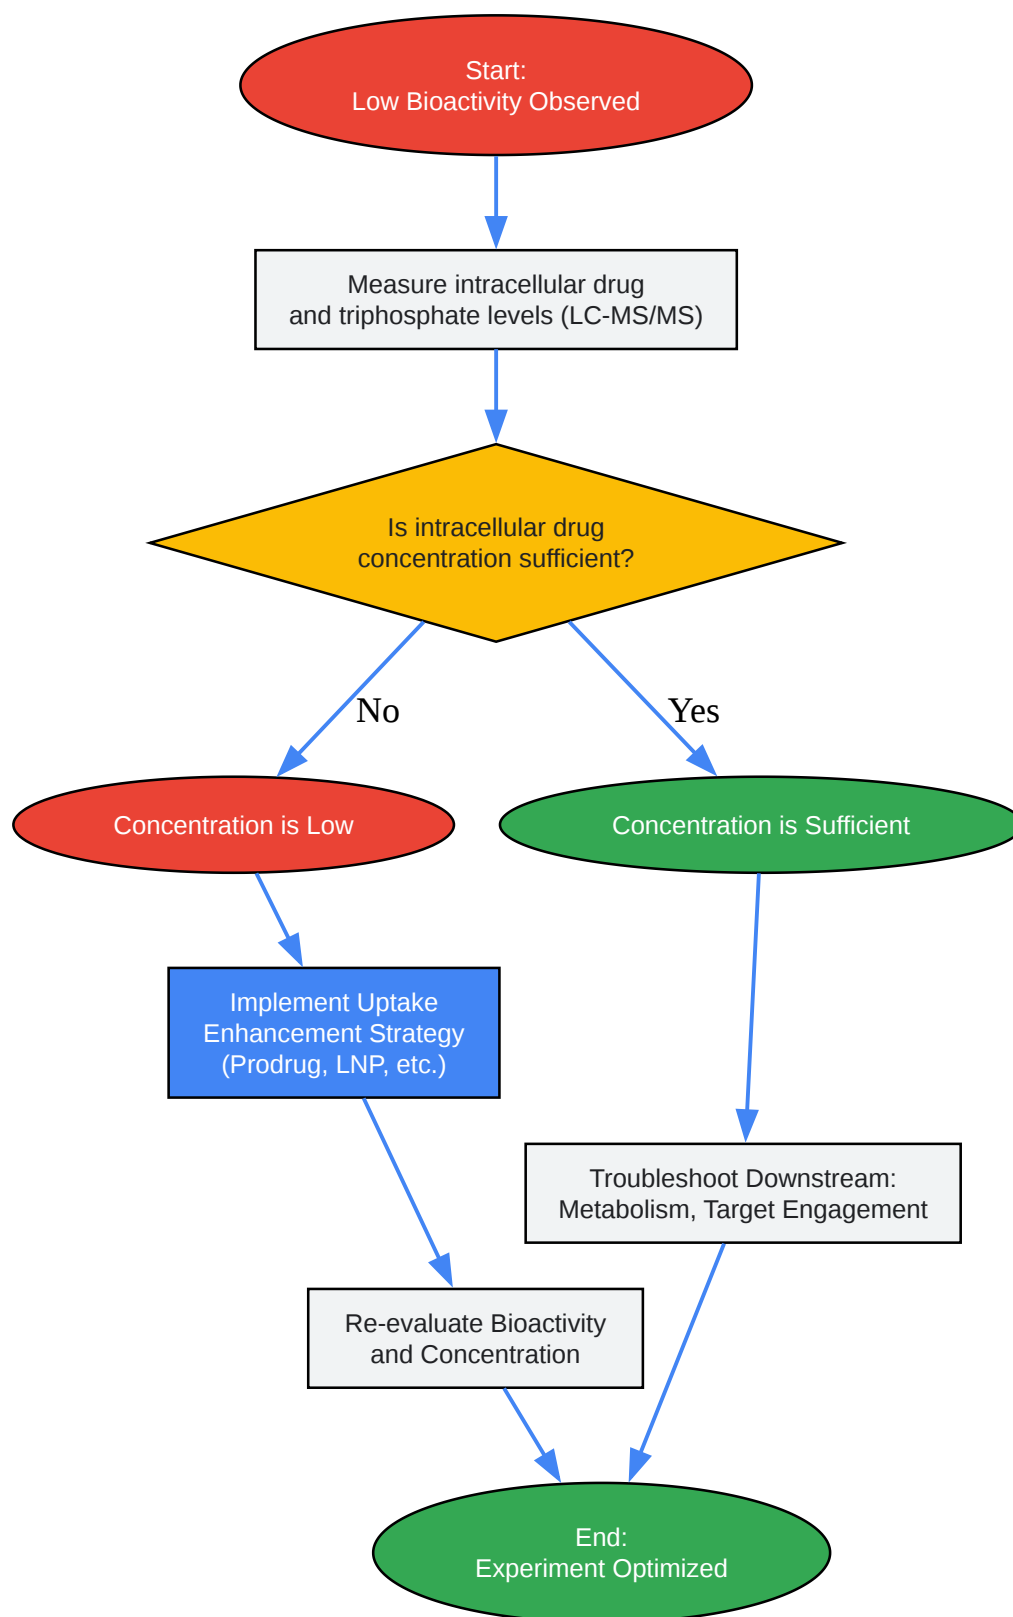 Start:
Low Bioactivity Observed
Measure intracellular drug
and triphosphate levels (LC-MS/MS)
Is intracellular drug
concentration sufficient?
No
Yes
Concentration is Low
Concentration is Sufficient
Implement Uptake
Enhancement Strategy
(Prodrug, LNP, etc.)
Troubleshoot Downstream:
Metabolism, Target Engagement
Re-evaluate Bioactivity
and Concentration
End:
Experiment Optimized